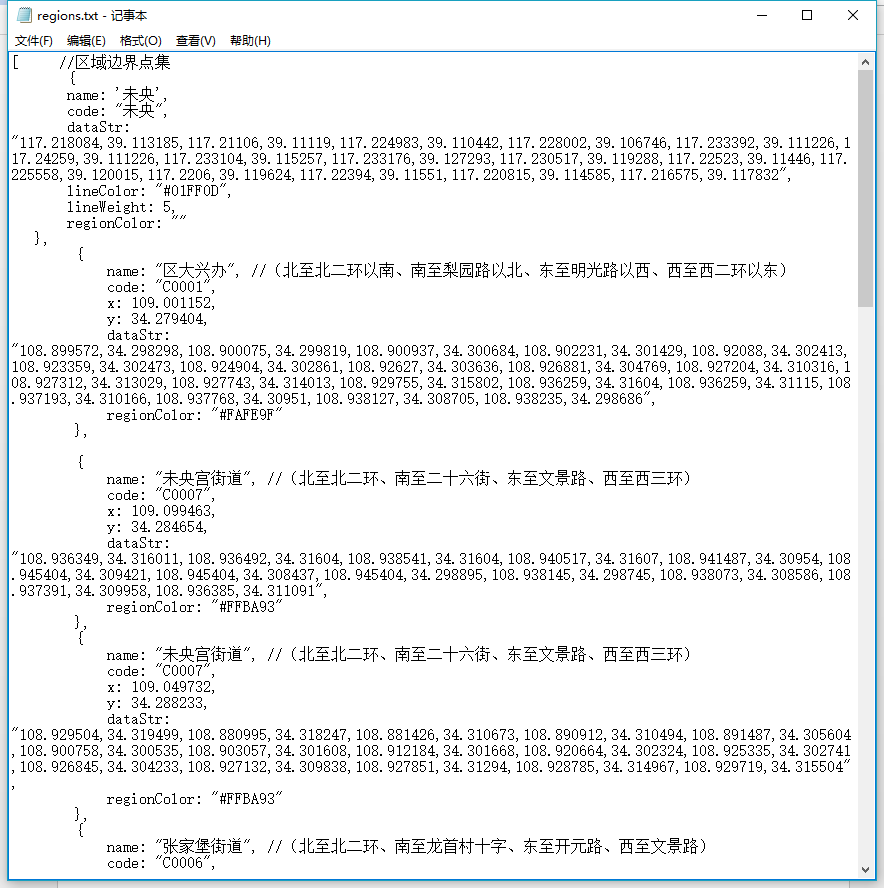 regions.txt - 记事本
文件(F) 编辑(E) 格式(O) 查看(V) 帮助(H)
[ //区域边界点集
{
name: '未央',
code: "未央",
dataStr:
"117.218084,39.113185,117.21106,39.11119,117.224983,39.110442,117.228002,39.106746,117.233392,39.111226,1
17.24259,39.111226,117.233104,39.115257,117.233176,39.127293,117.230517,39.119288,117.22523,39.11446,117.
225558,39.120015,117.2206,39.119624,117.22394,39.11551,117.220815,39.114585,117.216575,39.117832",
lineColor: "#01FF0D",
lineWeight: 5,
regionColor: ""
},
{
name: "区大兴办", //（北至北二环以南、南至梨园路以北、东至明光路以西、西至西二环以东）
code: "C0001",
x: 109.001152,
y: 34.279404,
dataStr:
"108.899572,34.298298,108.900075,34.299819,108.900937,34.300684,108.902231,34.301429,108.92088,34.302413,
108.923359,34.302473,108.924904,34.302861,108.92627,34.303636,108.926881,34.304769,108.927204,34.310316,1
08.927312,34.313029,108.927743,34.314013,108.929755,34.315802,108.936259,34.31604,108.936259,34.31115,108
.937193,34.310166,108.937768,34.30951,108.938127,34.308705,108.938235,34.298686",
regionColor: "#FAFE9F"
},
{
name: "未央宫街道", //（北至北二环、南至二十六街、东至文景路、西至西三环）
code: "C0007",
x: 109.099463,
y: 34.284654,
dataStr:
"108.936349,34.316011,108.936492,34.31604,108.938541,34.31604,108.940517,34.31607,108.941487,34.30954,108
.945404,34.309421,108.945404,34.308437,108.945404,34.298895,108.938145,34.298745,108.938073,34.308586,108
.937391,34.309958,108.936385,34.311091",
regionColor: "#FFBA93"
},
{
name: "未央宫街道", //（北至北二环、南至二十六街、东至文景路、西至西三环）
code: "C0007",
x: 109.049732,
y: 34.288233,
dataStr:
"108.929504,34.319499,108.880995,34.318247,108.881426,34.310673,108.890912,34.310494,108.891487,34.305604
,108.900758,34.300535,108.903057,34.301608,108.912184,34.301668,108.920664,34.302324,108.925335,34.302741
,108.926845,34.304233,108.927132,34.309838,108.927851,34.31294,108.928785,34.314967,108.929719,34.315504"
,
regionColor: "#FFBA93"
},
{
name: "张家堡街道", //（北至北二环、南至龙首村十字、东至开元路、西至文景路）
code: "C0006",